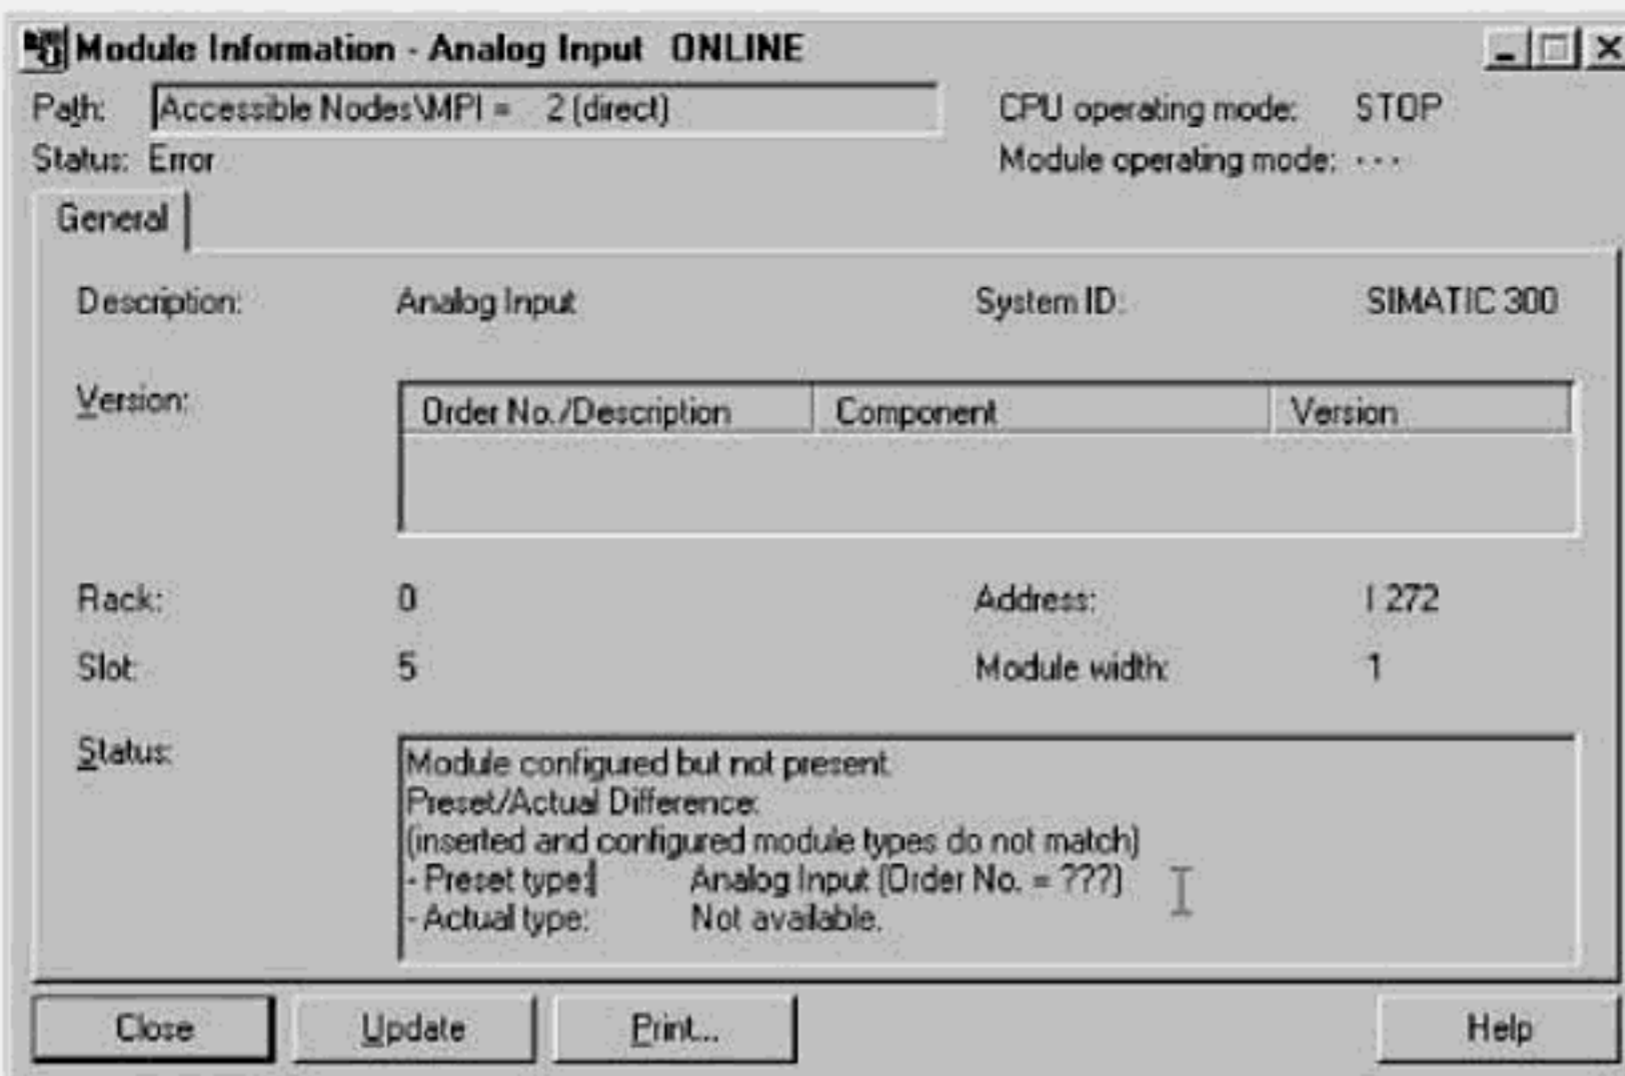 Module Information - Analog Input ONLINE
Path: Accessible Nodes\MPI = 2 (direct) CPU operating mode: STOP
Status: Error Module operating mode: - - -
General
Description: Analog Input System ID: SIMATIC 300
Version: Order No./Description Component Version
Rack: 0 Address: I 272
Slot: 5 Module width: 1
Status: Module configured but not present.
Preset/Actual Difference:
(inserted and configured module types do not match)
- Preset type: Analog Input (Order No. = ???)
- Actual type: Not available.
Close Update Print... Help